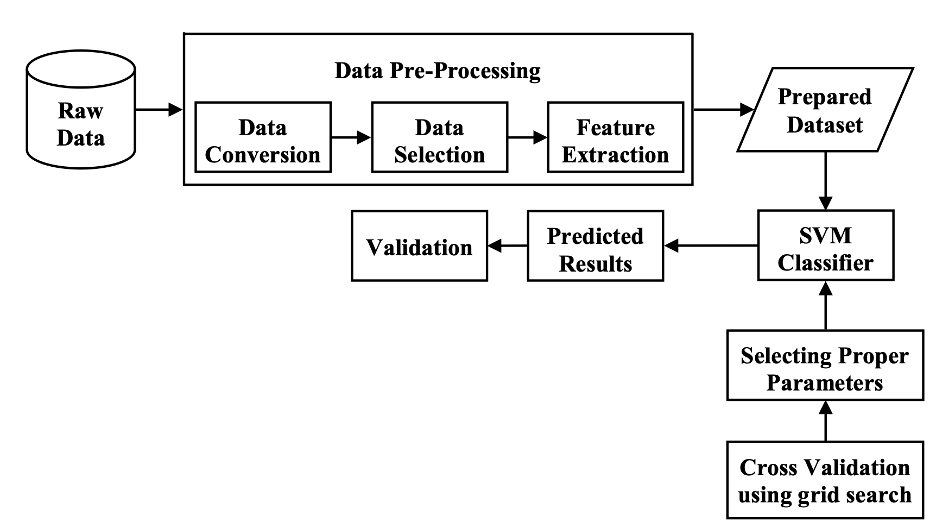 Raw
Data
Data Pre-Processing
Data
Conversion
Data
Selection
Feature
Extraction
Prepared
Dataset
SVM
Classifier
Predicted
Results
Validation
Selecting Proper
Parameters
Cross Validation
using grid search